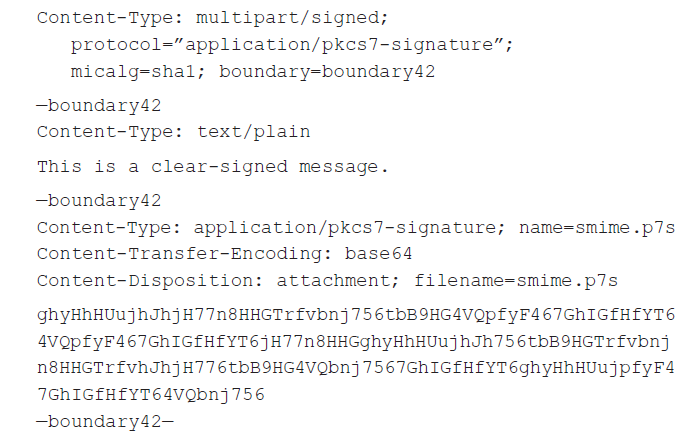 Content-Type: multipart/signed;
protocol=”application/pkcs7-signature”;
micalg=sha1; boundary=boundary42
—boundary42
Content-Type: text/plain
This is a clear-signed message.
—boundary42
Content-Type: application/pkcs7-signature; name=smime.p7s
Content-Transfer-Encoding: base64
Content-Disposition: attachment; filename=smime.p7s
ghyHhHUujhJhjH77n8HHGTrfvbnj756tbB9HG4VQpfyF467GhIGfHfYT6
4VQpfyF467GhIGfHfYT6jH77n8HHGghyHhHUujhJh756tbB9HGTrfvbnj
n8HHGTrfvhJhjH776tbB9HG4VQbnj7567GhIGfHfYT6ghyHhHUujpfyF4
7GhIGfHfYT64VQbnj756
—boundary42—